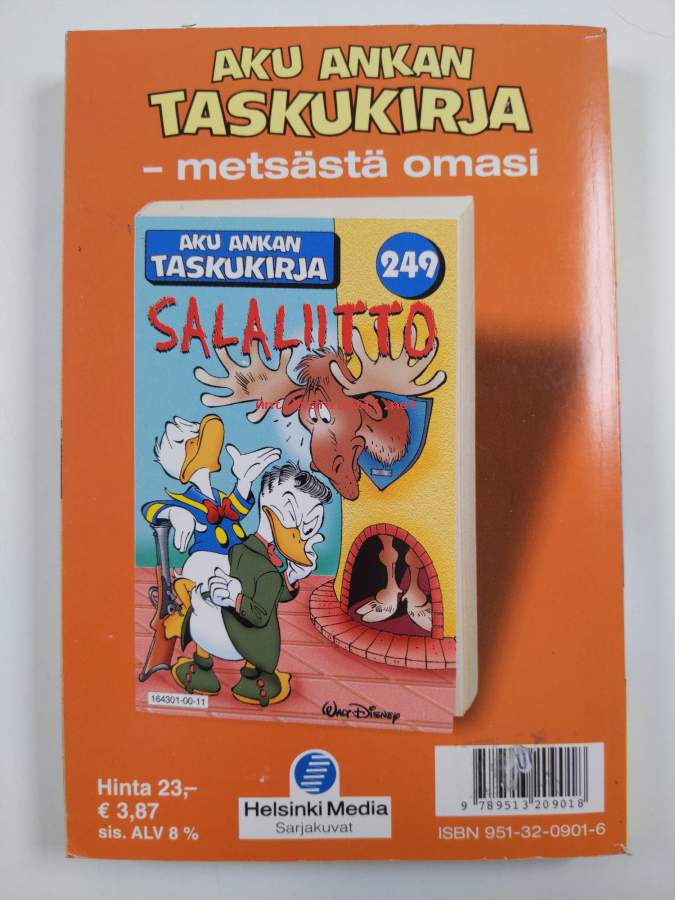 AKU ANKAN
TASKUKIRJA
– metsästä omasi
AKU ANKAN
TASKUKIRJA
249
SALALIITTO
164301-00-11
WALT DISNEY
Hinta 23,–
€ 3,87
sis. ALV 8 %
Helsinki Media
Sarjakuvat
9 789513 209018
ISBN 951-32-0901-6